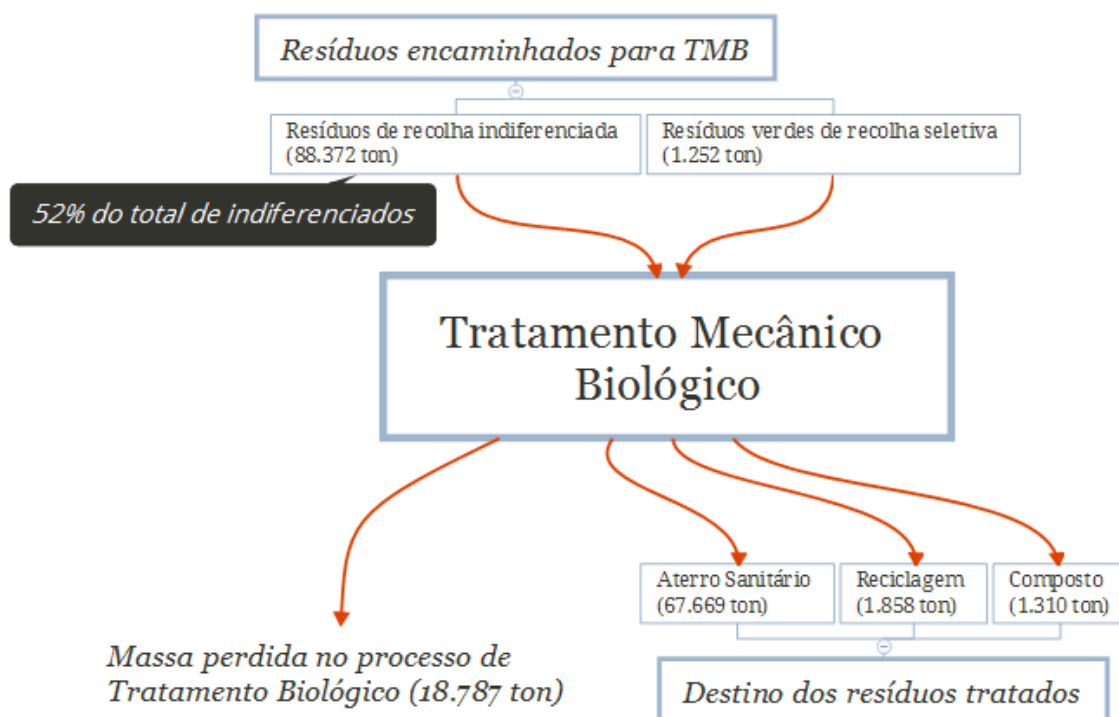 Resíduos encaminhados para TMB
Resíduos de recolha indiferenciada
(88.372 ton)
Resíduos verdes de recolha seletiva
(1.252 ton)
52% do total de indiferenciados
Tratamento Mecânico
Biológico
Aterro Sanitário
(67.669 ton)
Reciclagem
(1.858 ton)
Composto
(1.310 ton)
Massa perdida no processo de
Tratamento Biológico (18.787 ton)
Destino dos resíduos tratados